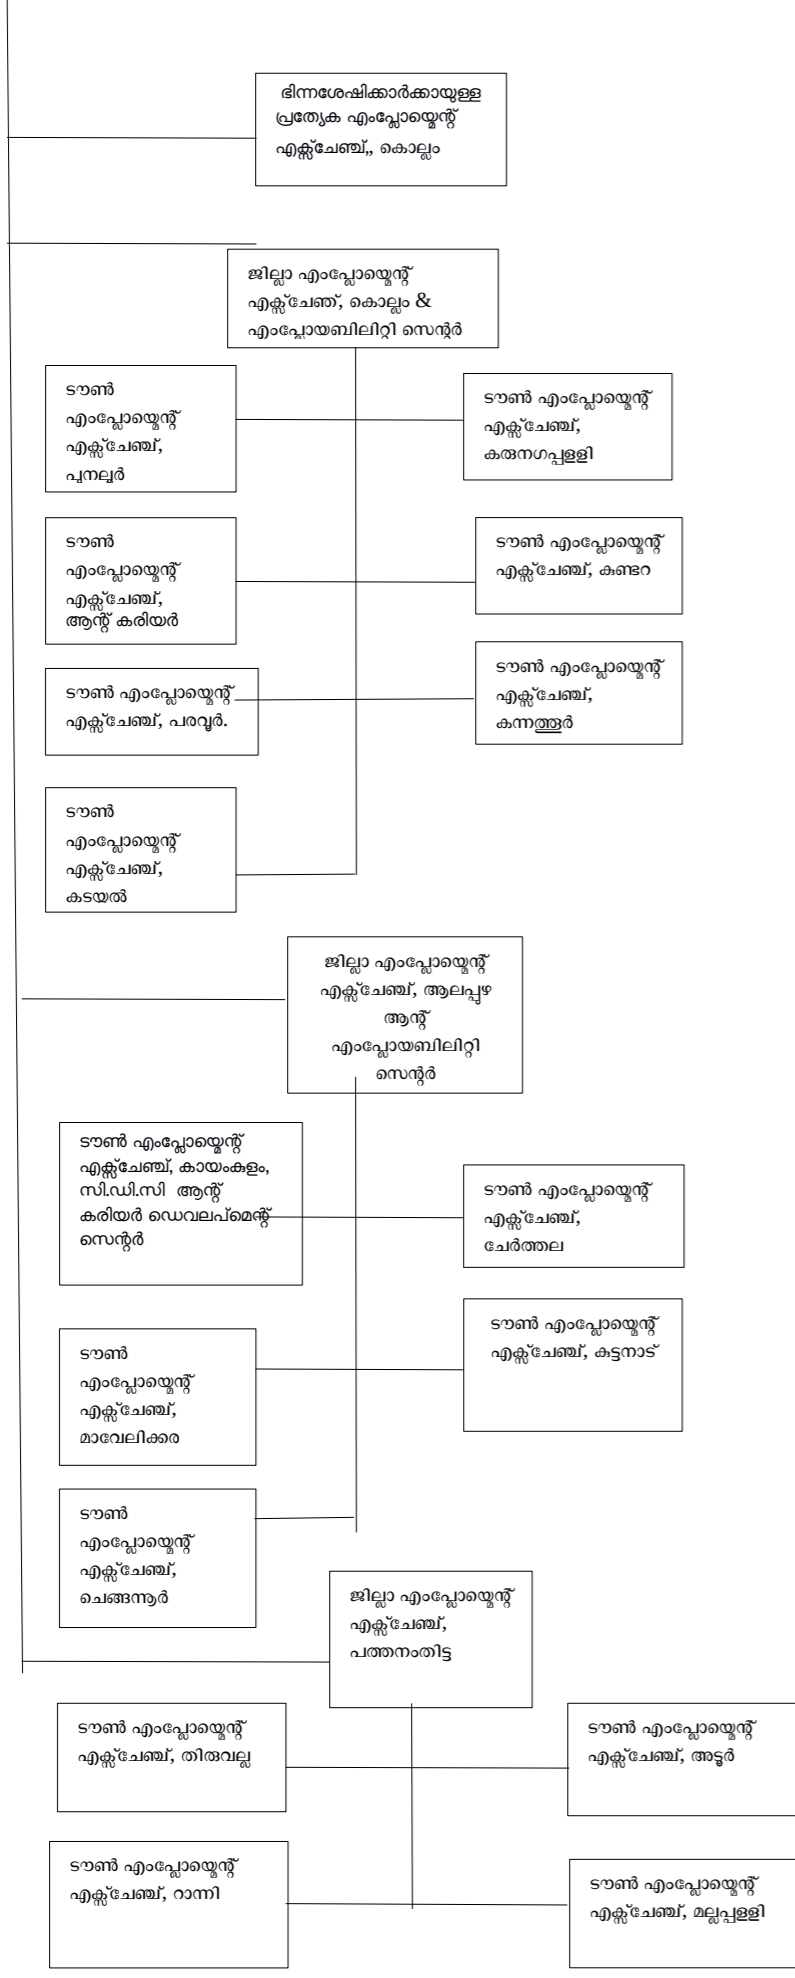 ഭിന്നശേഷിക്കാർക്കായുള്ള
പ്രത്യേക എംപ്ലോയ്മെന്റ്
എക്സ്ചേഞ്ച്,, കൊല്ലം
ജില്ലാ എംപ്ലോയ്മെന്റ്
എക്സ്ചേഞ്, കൊല്ലം &
എംപ്ലോയബിലിറ്റി സെന്റർ
ടൗൺ
എംപ്ലോയ്മെന്റ്
എക്സ്ചേഞ്ച്,
പുനലൂർ
ടൗൺ എംപ്ലോയ്മെന്റ്
എക്സ്ചേഞ്ച്,
കരുനഗപ്പളളി
ടൗൺ
എംപ്ലോയ്മെന്റ്
എക്സ്ചേഞ്ച്,
ആന്റ് കരിയർ
ടൗൺ എംപ്ലോയ്മെന്റ്
എക്സ്ചേഞ്ച്, കുണ്ടറ
ടൗൺ എംപ്ലോയ്മെന്റ്
എക്സ്ചേഞ്ച്, പരവൂർ.
ടൗൺ എംപ്ലോയ്മെന്റ്
എക്സ്ചേഞ്ച്,
കന്നത്തൂർ
ടൗൺ
എംപ്ലോയ്മെന്റ്
എക്സ്ചേഞ്ച്,
കടയൽ
ജില്ലാ എംപ്ലോയ്മെന്റ്
എക്സ്ചേഞ്ച്, ആലപ്പുഴ
ആന്റ്
എംപ്ലോയബിലിറ്റി
സെന്റർ
ടൗൺ എംപ്ലോയ്മെന്റ്
എക്സ്ചേഞ്ച്, കായംകുളം,
സി.ഡി.സി ആന്റ്
കരിയർ ഡെവലപ്മെന്റ്
സെന്റർ
ടൗൺ എംപ്ലോയ്മെന്റ്
എക്സ്ചേഞ്ച്,
ചേർത്തല
ടൗൺ
എംപ്ലോയ്മെന്റ്
എക്സ്ചേഞ്ച്,
മാവേലിക്കര
ടൗൺ എംപ്ലോയ്മെന്റ്
എക്സ്ചേഞ്ച്, കുട്ടനാട്
ടൗൺ
എംപ്ലോയ്മെന്റ്
എക്സ്ചേഞ്ച്,
ചെങ്ങന്നൂർ
ജില്ലാ എംപ്ലോയ്മെന്റ്
എക്സ്ചേഞ്ച്,
പത്തനംതിട്ട
ടൗൺ എംപ്ലോയ്മെന്റ്
എക്സ്ചേഞ്ച്, തിരുവല്ല
ടൗൺ എംപ്ലോയ്മെന്റ്
എക്സ്ചേഞ്ച്, അടൂർ
ടൗൺ എംപ്ലോയ്മെന്റ്
എക്സ്ചേഞ്ച്, റാന്നി
ടൗൺ എംപ്ലോയ്മെന്റ്
എക്സ്ചേഞ്ച്, മല്ലപ്പളളി